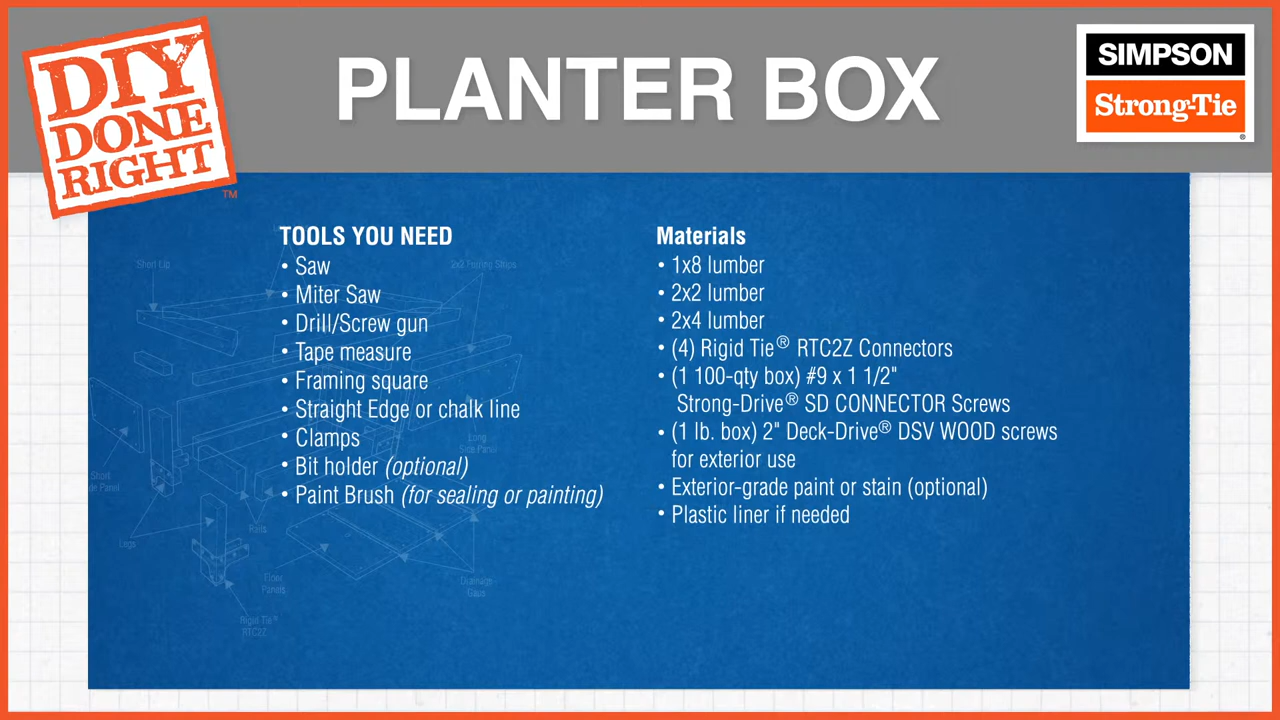 DIY
DONE
RIGHT
™
PLANTER BOX
SIMPSON
Strong-Tie
®
TOOLS YOU NEED
• Saw
• Miter Saw
• Drill/Screw gun
• Tape measure
• Framing square
• Straight Edge or chalk line
• Clamps
• Bit holder (optional)
• Paint Brush (for sealing or painting)
Materials
• 1x8 lumber
• 2x2 lumber
• 2x4 lumber
• (4) Rigid Tie® RTC2Z Connectors
• (1 100-qty box) #9 x 1 1/2"
Strong-Drive® SD CONNECTOR Screws
• (1 lb. box) 2" Deck-Drive® DSV WOOD screws
for exterior use
• Exterior-grade paint or stain (optional)
• Plastic liner if needed
Short Lip
2x2 Furring Strips
Long
Side Panel
Short
Panel
Legs
Rails
Floor
Panels
Drainage
Gaps
Rigid Tie®
RTC2Z